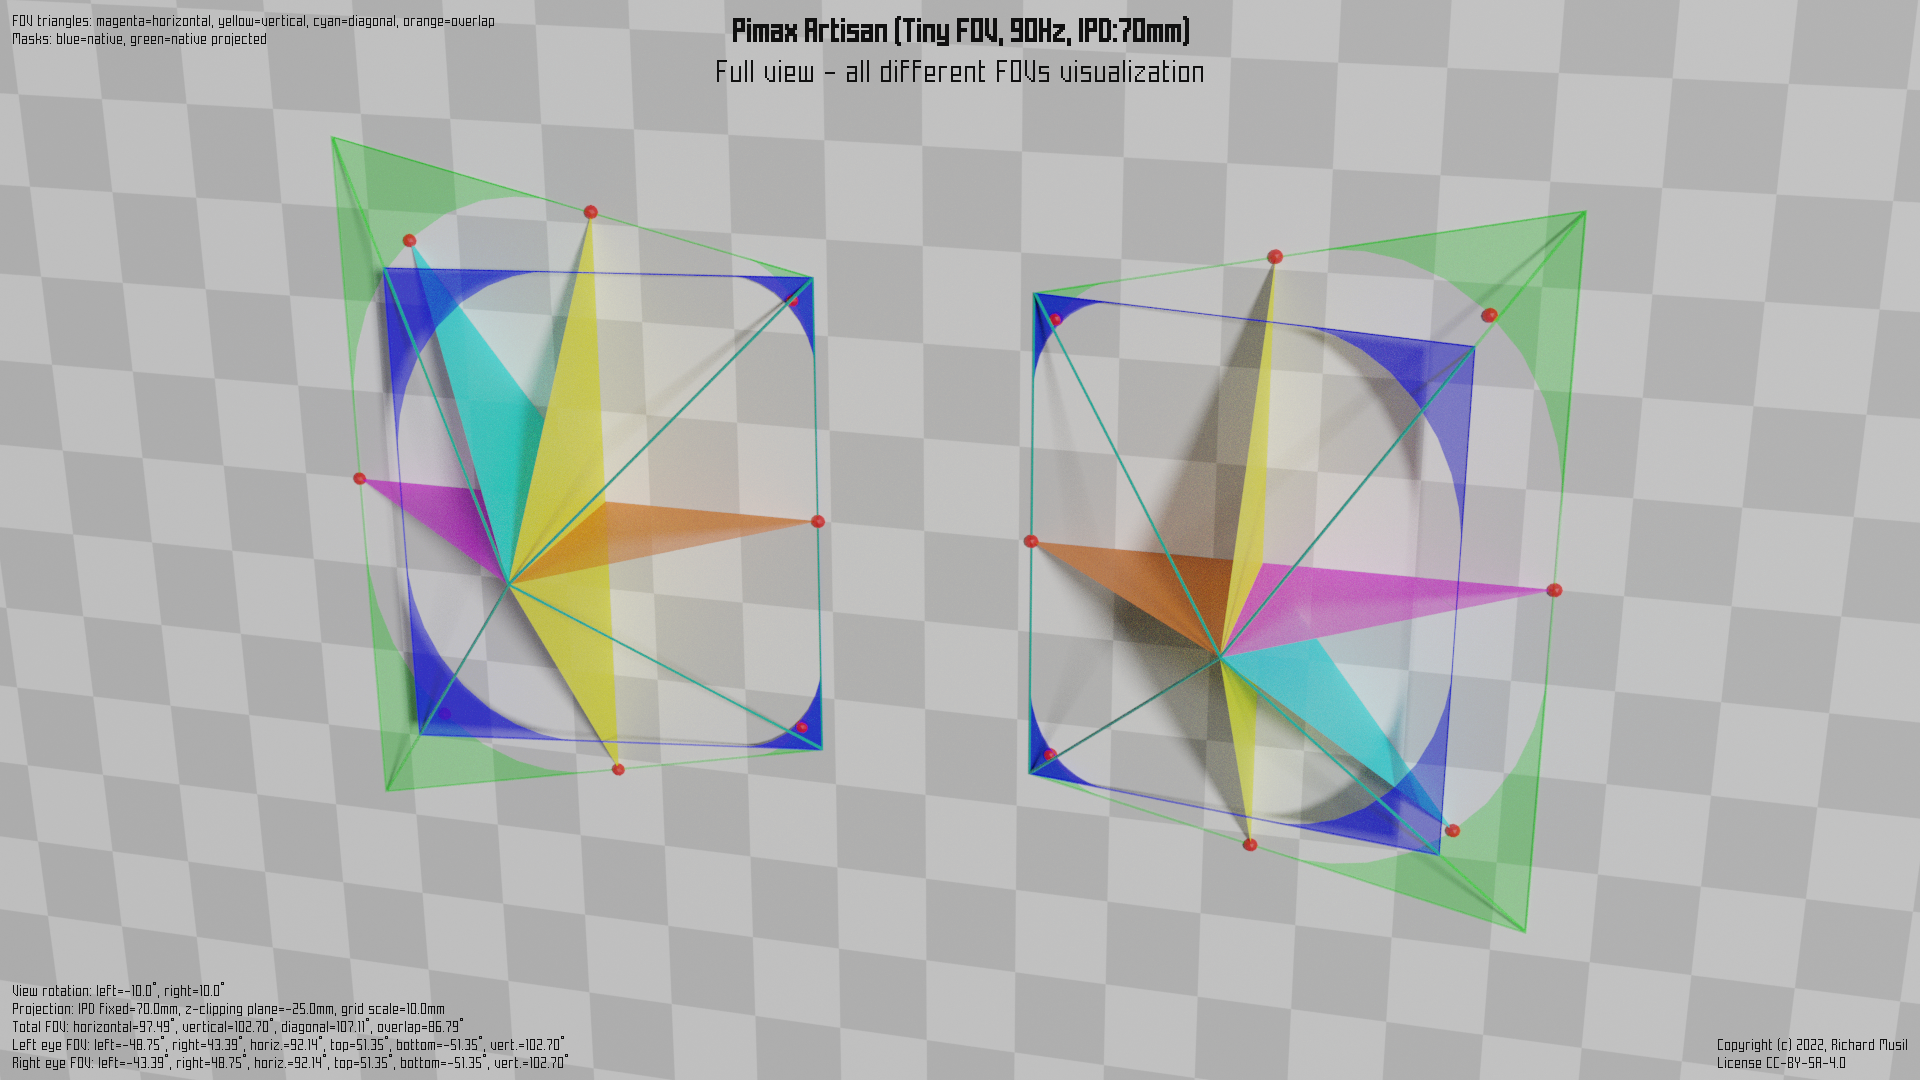 FOV triangles: magenta=horizontal, yellow=vertical, cyan=diagonal, orange=overlap
Masks: blue=native, green=native projected
Pimax Artisan (Tiny FOV, 90Hz, IPD:70mm)
Full view - all different FOVs visualization
View rotation: left=-10.0°, right=10.0°
Projection: IPD fixed=70.0mm, z-clipping plane=-25.0mm, grid scale=10.0mm
Total FOV: horizontal=97.49°, vertical=102.70°, diagonal=107.11°, overlap=86.79°
Left eye FOV: left=-48.75°, right=43.39°, horiz.=92.14°, top=51.35°, bottom=-51.35°, vert.=102.70°
Right eye FOV: left=-43.39°, right=48.75°, horiz.=92.14°, top=51.35°, bottom=-51.35°, vert.=102.70°
Copyright (c) 2022, Richard Musil
License CC-BY-SA-4.0